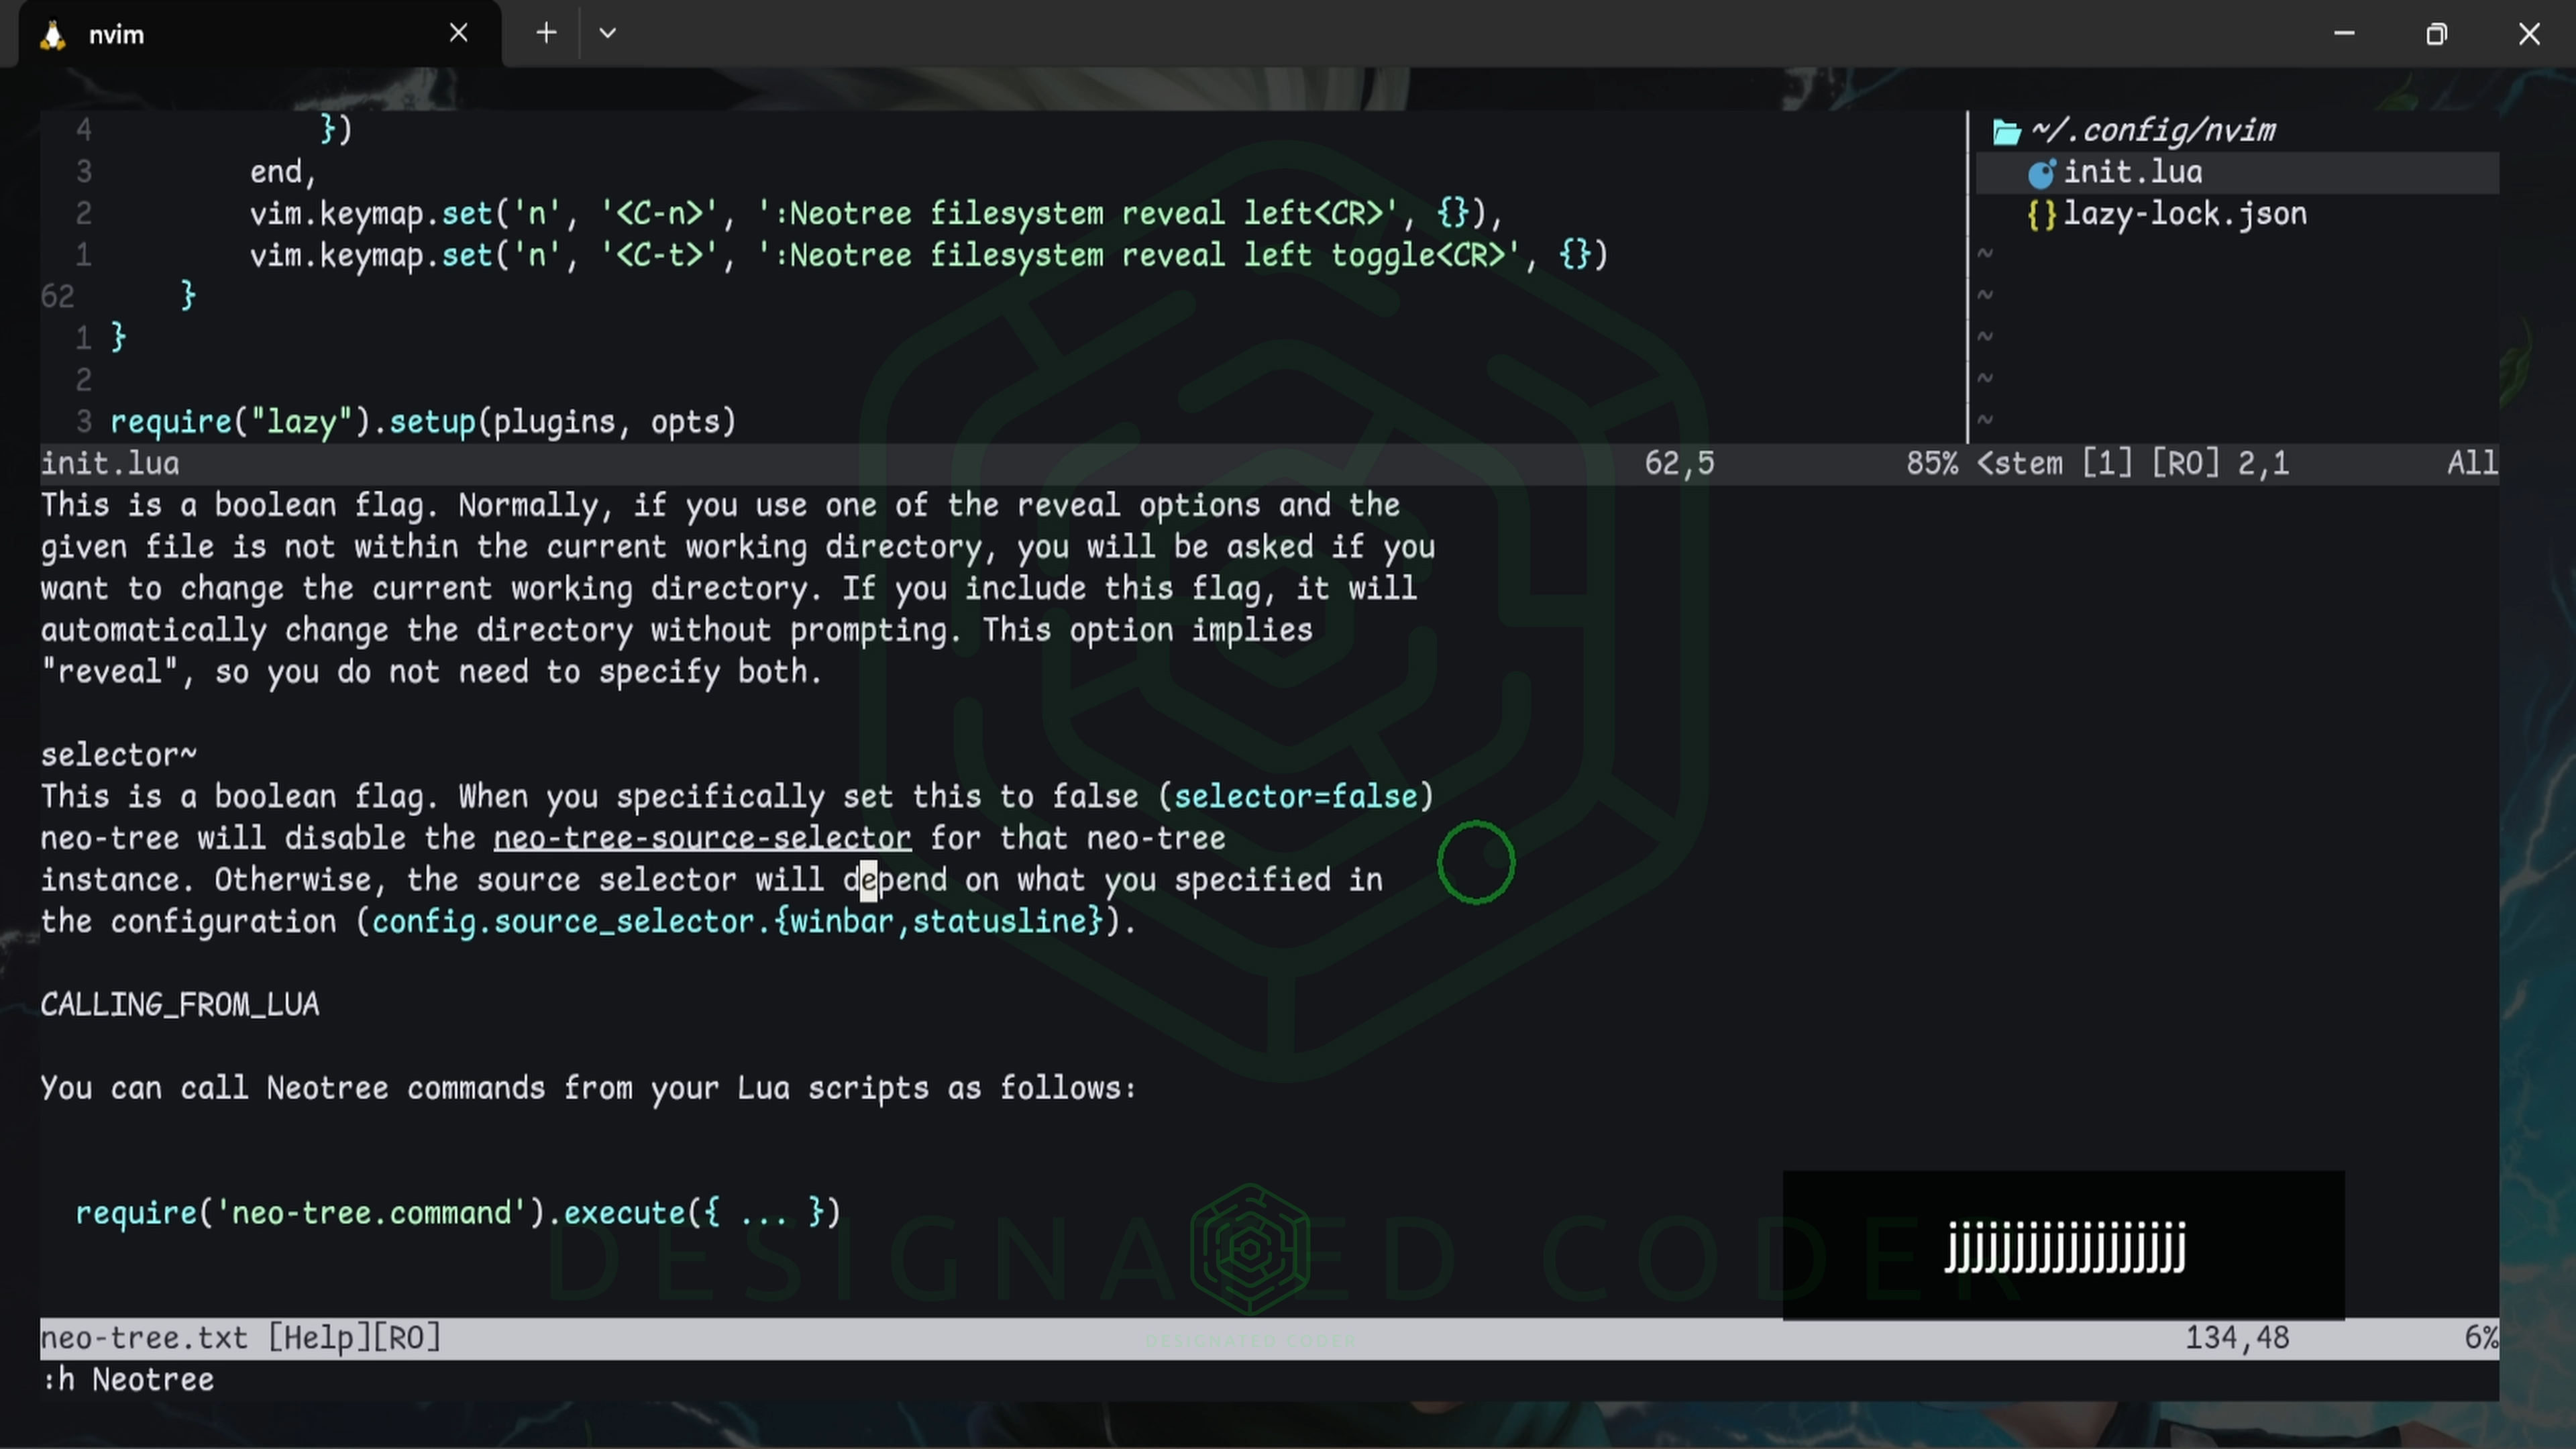 nvim
4 })
3 end,
2 vim.keymap.set('n', '<C-n>', ':Neotree filesystem reveal left<CR>', {}),
1 vim.keymap.set('n', '<C-t>', ':Neotree filesystem reveal left toggle<CR>', {})
62 }
1 }
2
3 require("lazy").setup(plugins, opts)
~/.config/nvim
init.lua
{} lazy-lock.json
~
~
~
~
~
init.lua 62,5 85% <stem [1] [RO] 2,1 All
This is a boolean flag. Normally, if you use one of the reveal options and the
given file is not within the current working directory, you will be asked if you
want to change the current working directory. If you include this flag, it will
automatically change the directory without prompting. This option implies
"reveal", so you do not need to specify both.
selector~
This is a boolean flag. When you specifically set this to false (selector=false)
neo-tree will disable the neo-tree-source-selector for that neo-tree
instance. Otherwise, the source selector will depend on what you specified in
the configuration (config.source_selector.{winbar,statusline}).
CALLING_FROM_LUA
You can call Neotree commands from your Lua scripts as follows:
require('neo-tree.command').execute({ ... })
DESIGNATED CODER
jjjjjjjjjjjjjjjjjj
neo-tree.txt [Help][RO] 134,48 6%
DESIGNATED CODER
:h Neotree